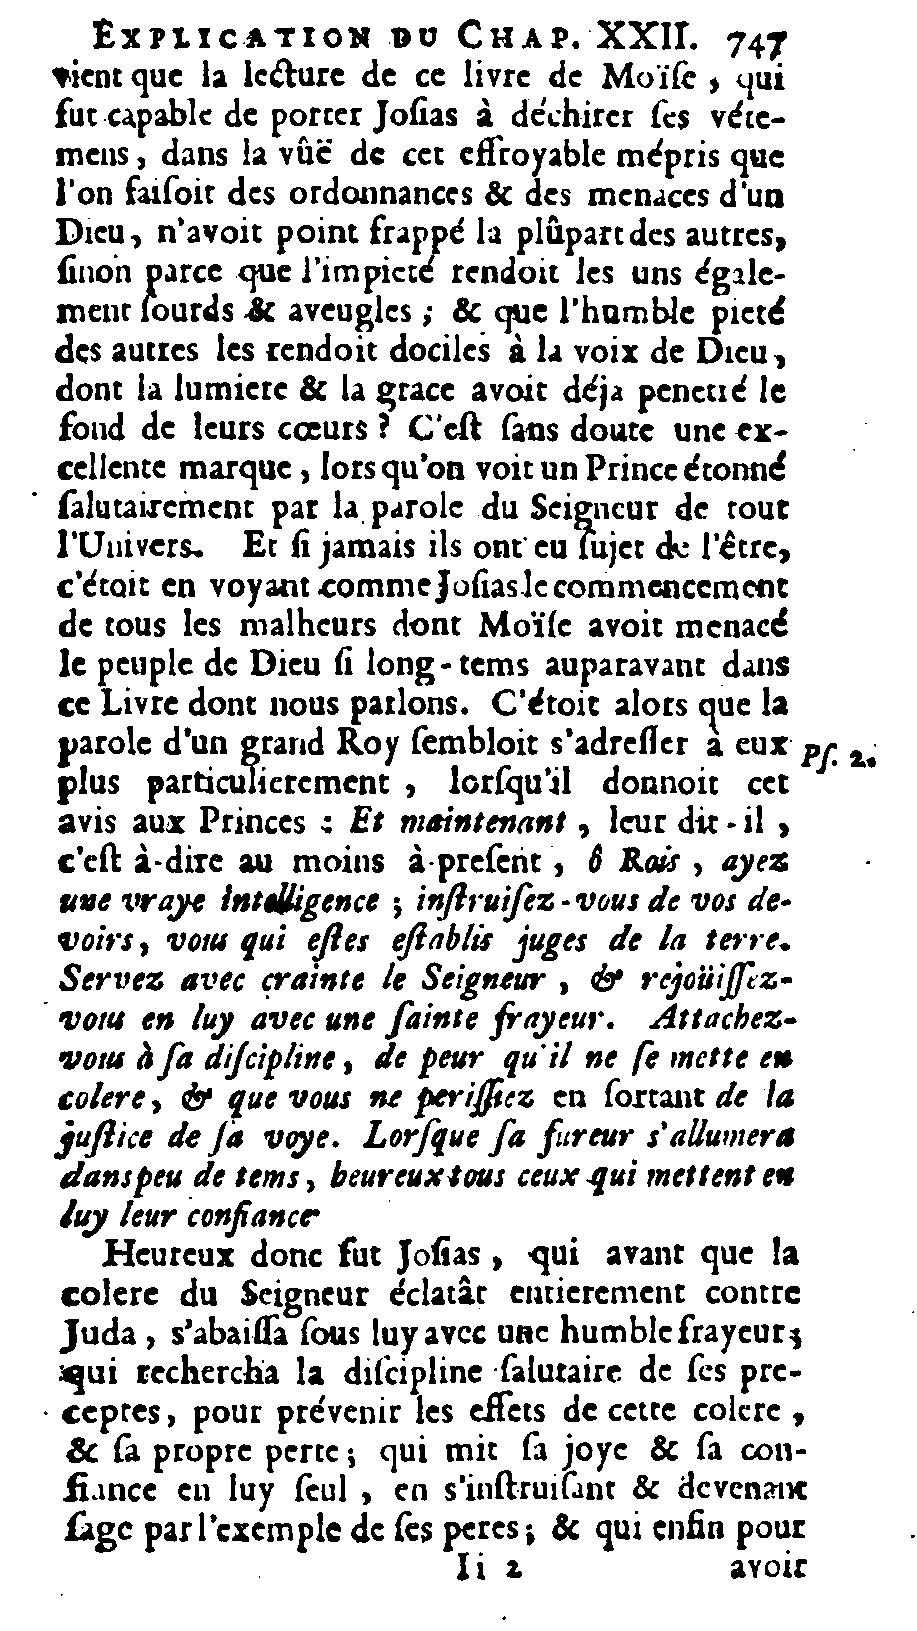 EXPLICATION DU CHAP. XXII. 747
vient que la lecture de ce livre de Moïſe, qui
fut capable de porter Joſias à déchirer ſes véte-
mens, dans la vûë de cet effroyable mépris que
l'on faiſoit des ordonnances & des menaces d'un
Dieu, n'avoit point frappé la plûpart des autres,
ſinon parce que l'impieté rendoit les uns égale-
ment ſourds & aveugles; & que l'humble pieté
des autres les rendoit dociles à la voix de Dieu,
dont la lumiere & la grace avoit déja penetré le
fond de leurs cœurs? C'eſt ſans doute une ex-
cellente marque, lorsqu'on voit un Prince étonné
ſalutairement par la parole du Seigneur de tout
l'Univers. Et ſi jamais ils ont eu ſujet de l'être,
c'étoit en voyant comme Joſias le commencement
de tous les malheurs dont Moïſe avoit menacé
le peuple de Dieu ſi long-tems auparavant dans
ce Livre dont nous parlons. C'étoit alors que la
parole d'un grand Roy ſembloit s'adreſſer à eux
Pſ. 2.
plus particulierement, lorſqu'il donnoit cet
avis aux Princes: Et maintenant, leur dit-il,
c'eſt à-dire au moins à-preſent, ô Rois, ayez
une vraye intelligence; inſtruiſez-vous de vos de-
voirs, vous qui eſtes eſtablis juges de la terre.
Servez avec crainte le Seigneur, & rejoüiſſez-
vous en luy avec une ſainte frayeur. Attachez-
vous à ſa diſcipline, de peur qu'il ne ſe mette en
colere, & que vous ne periſſiez en ſortant de la
juſtice de ſa voye. Lorſque ſa fureur s'allumera
dans peu de tems, heureux tous ceux qui mettent en
luy leur confiance
Heureux donc fut Joſias, qui avant que la
colere du Seigneur éclatât entierement contre
Juda, s'abaiſſa ſous luy avec une humble frayeur;
qui rechercha la diſcipline ſalutaire de ſes pre-
ceptes, pour prévenir les effets de cette colere,
& ſa propre perte; qui mit ſa joye & ſa con-
fiance en luy ſeul, en s'inſtruiſant & devenant
ſage par l'exemple de ſes peres; & qui enfin pour
Ii 2 avoir